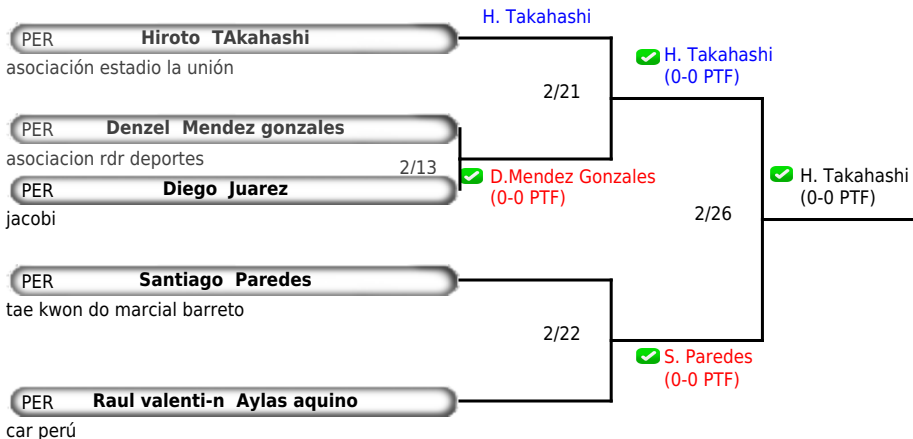 H. Takahashi
PER Hiroto TAkahashi
asociación estadio la unión
H. Takahashi
(0-0 PTF)
2/21
PER Denzel Mendez gonzales
asociacion rdr deportes
2/13
D.Mendez Gonzales
(0-0 PTF)
PER Diego Juarez
jacobi
H. Takahashi
(0-0 PTF)
2/26
PER Santiago Paredes
tae kwon do marcial barreto
2/22
S. Paredes
(0-0 PTF)
PER Raul valenti-n Aylas aquino
car perú